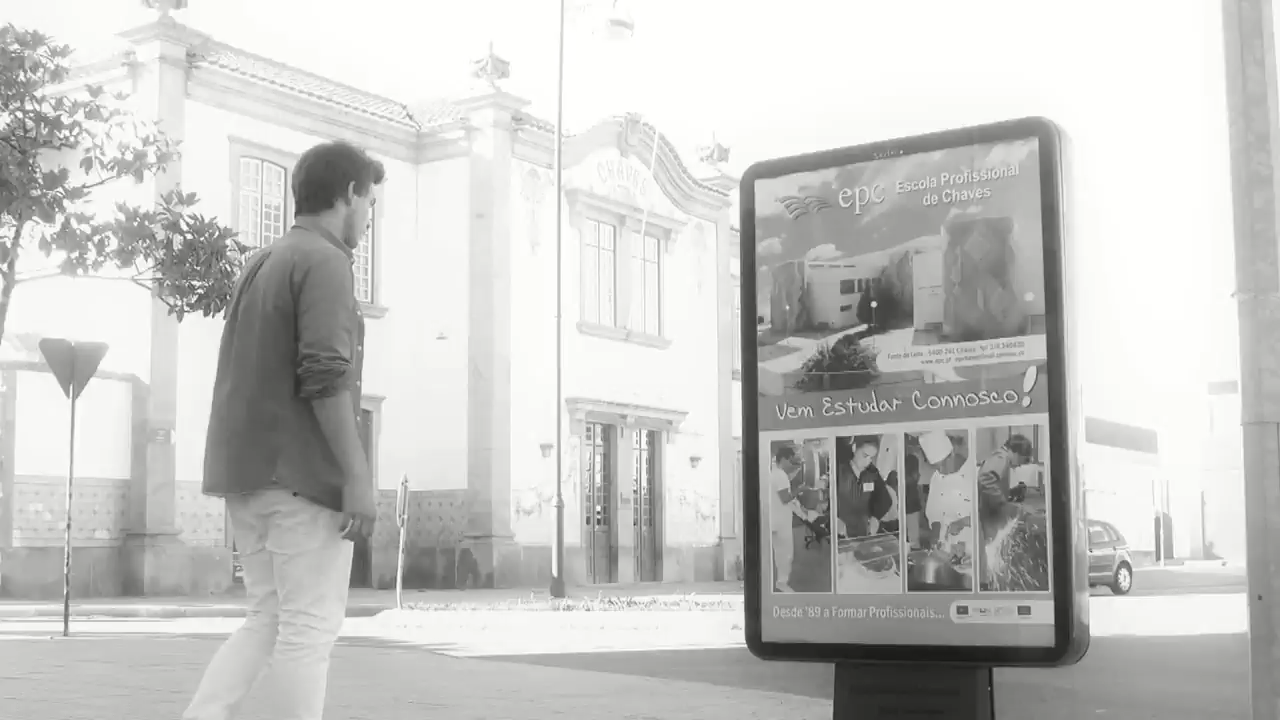 CHAVES
epc Escola Profissional
de Chaves
Vem Estudar Connosco!
Desde '89 a Formar Profissionais...